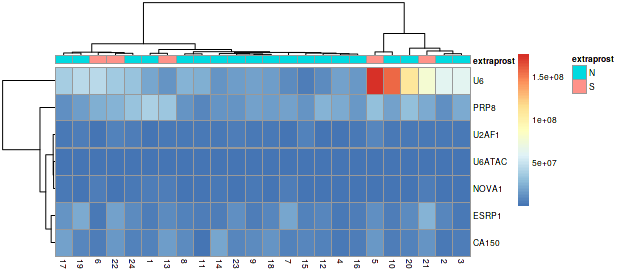 extraprost
extraprost
N
S
U6
PRP8
U2AF1
U6ATAC
NOVA1
ESRP1
CA150
1.5e+08
1e+08
5e+07
17 19 6 22 24 1 13 8 11 14 23 9 18 7 15 12 4 16 5 10 20 21 2 3